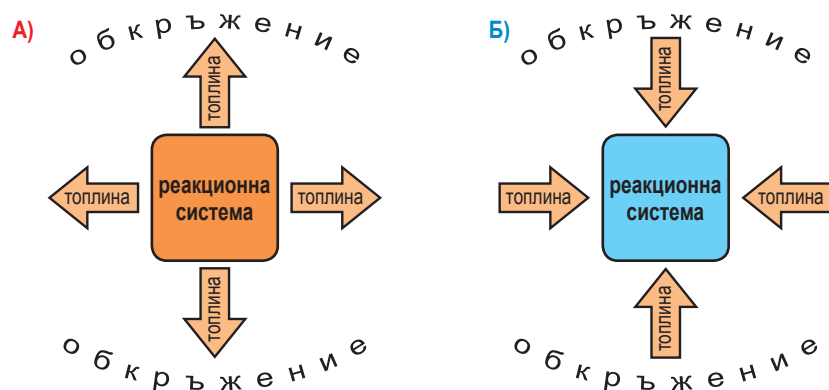 А)
обкръжение
топлина
топлина
реакционна
система
топлина
топлина
обкръжение
Б)
обкръжение
топлина
топлина
реакционна
система
топлина
топлина
обкръжение